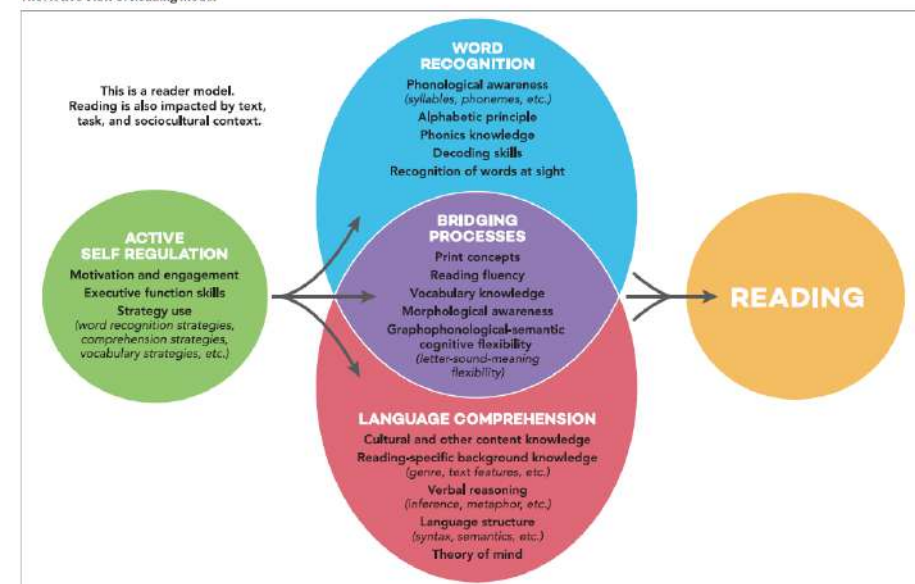 This is a reader model.
Reading is also impacted by text,
task, and sociocultural context.
ACTIVE
SELF REGULATION
Motivation and engagement
Executive function skills
Strategy use
(word recognition strategies,
comprehension strategies,
vocabulary strategies, etc.)
WORD
RECOGNITION
Phonological awareness
(syllables, phonemes, etc.)
Alphabetic principle
Phonics knowledge
Decoding skills
Recognition of words at sight
BRIDGING
PROCESSES
Print concepts
Reading fluency
Vocabulary knowledge
Morphological awareness
Graphophonological-semantic
cognitive flexibility
(letter-sound-meaning
flexibility)
LANGUAGE COMPREHENSION
Cultural and other content knowledge
Reading-specific background knowledge
(genre, text features, etc.)
Verbal reasoning
(inference, metaphor, etc.)
Language structure
(syntax, semantics, etc.)
Theory of mind
READING